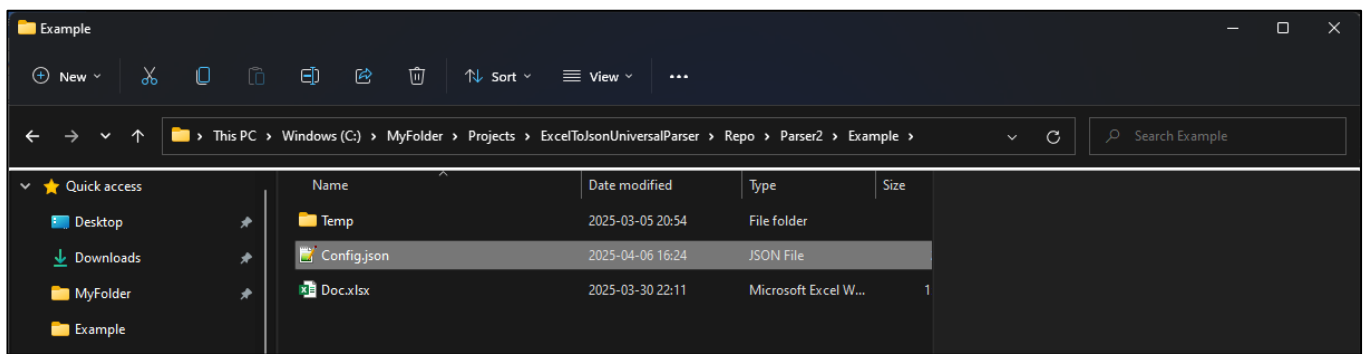 Example
New
Sort
View
This PC > Windows (C:) > MyFolder > Projects > ExcelToJsonUniversalParser > Repo > Parser2 > Example >
Search Example
Quick access
Name Date modified Type Size
Desktop
Temp 2025-03-05 20:54 File folder
Downloads
Config.json 2025-04-06 16:24 JSON File
MyFolder
Doc.xlsx 2025-03-30 22:11 Microsoft Excel W... 1
Example